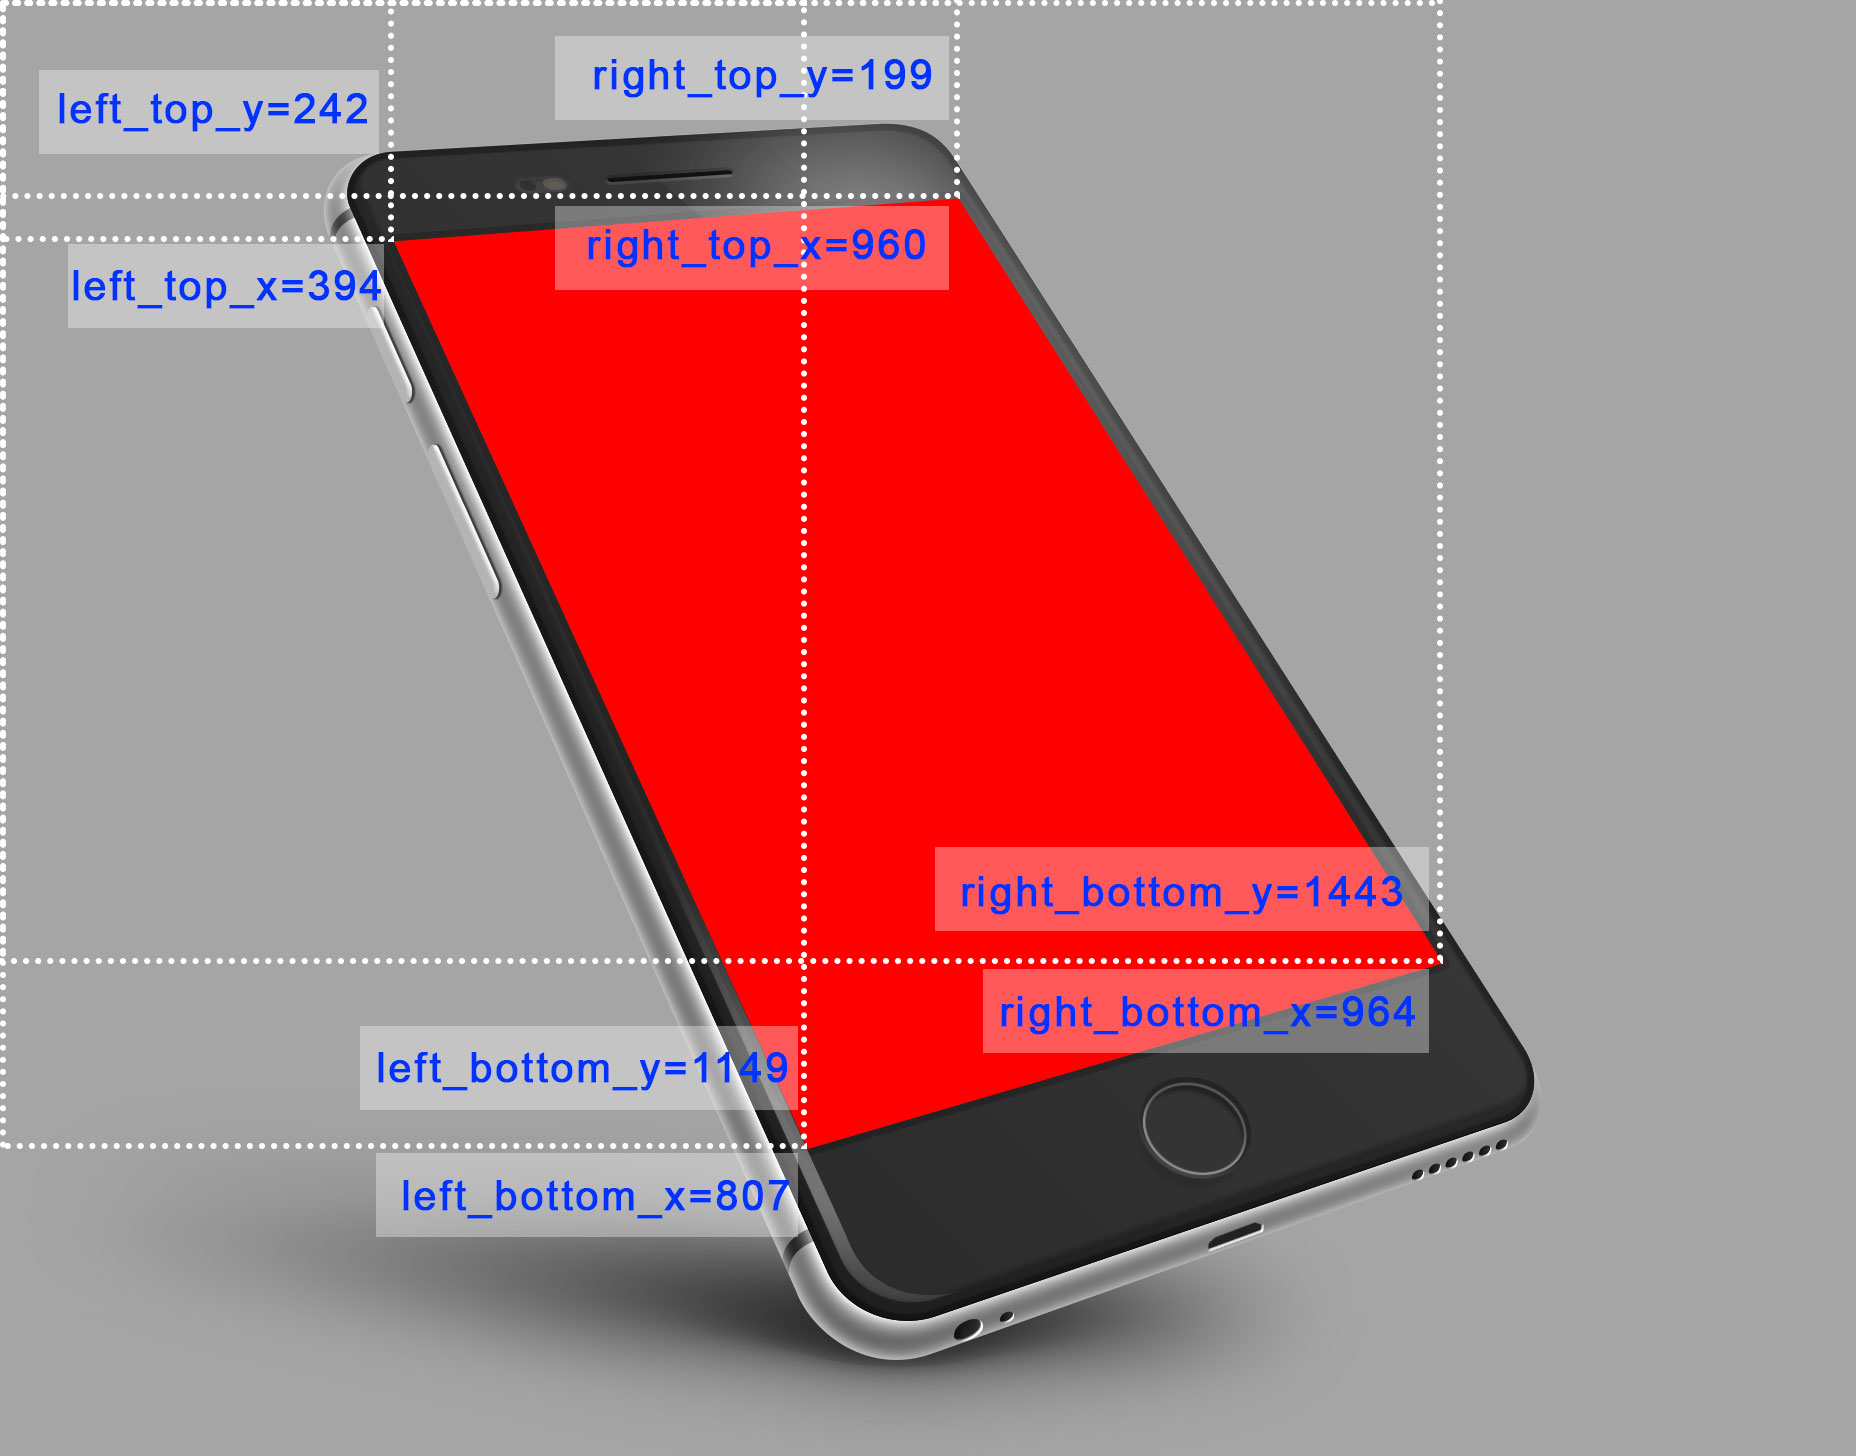 right_top_y=199
left_top_y=242
right_top_x=960
left_top_x=394
right_bottom_y=1443
right_bottom_x=964
left_bottom_y=1149
left_bottom_x=807